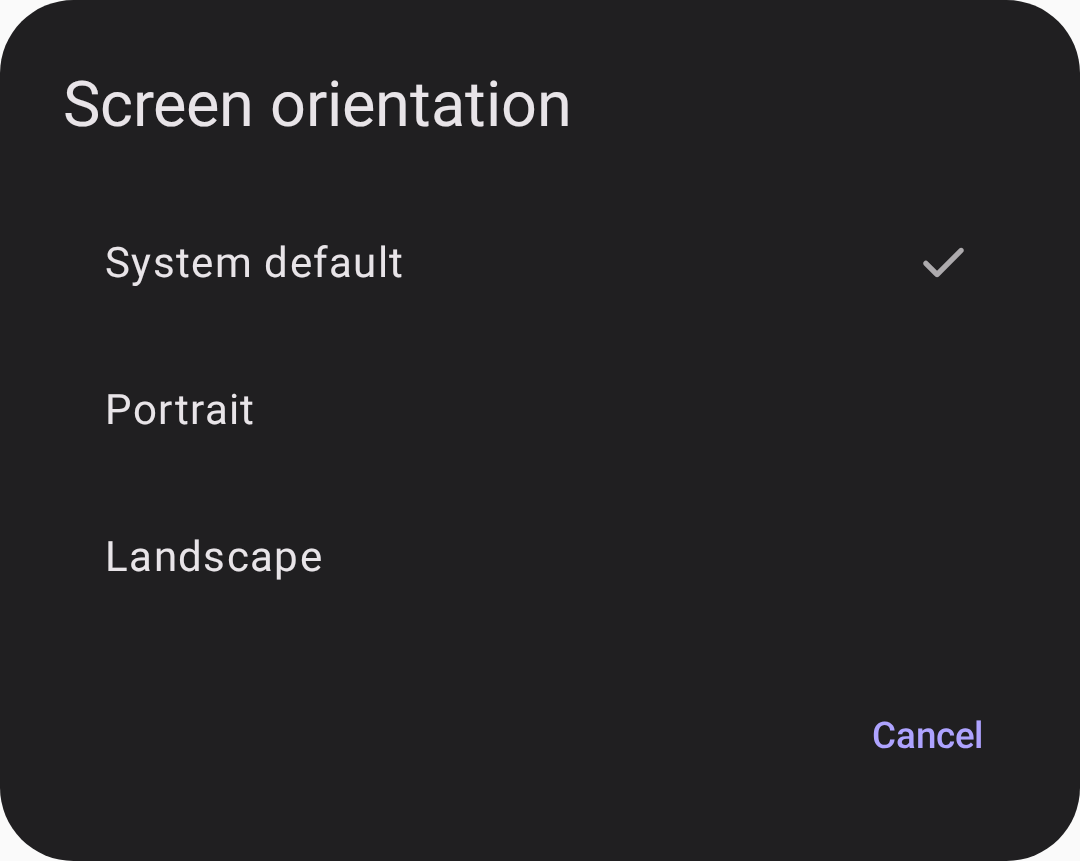 Screen orientation
System default
Portrait
Landscape
Cancel